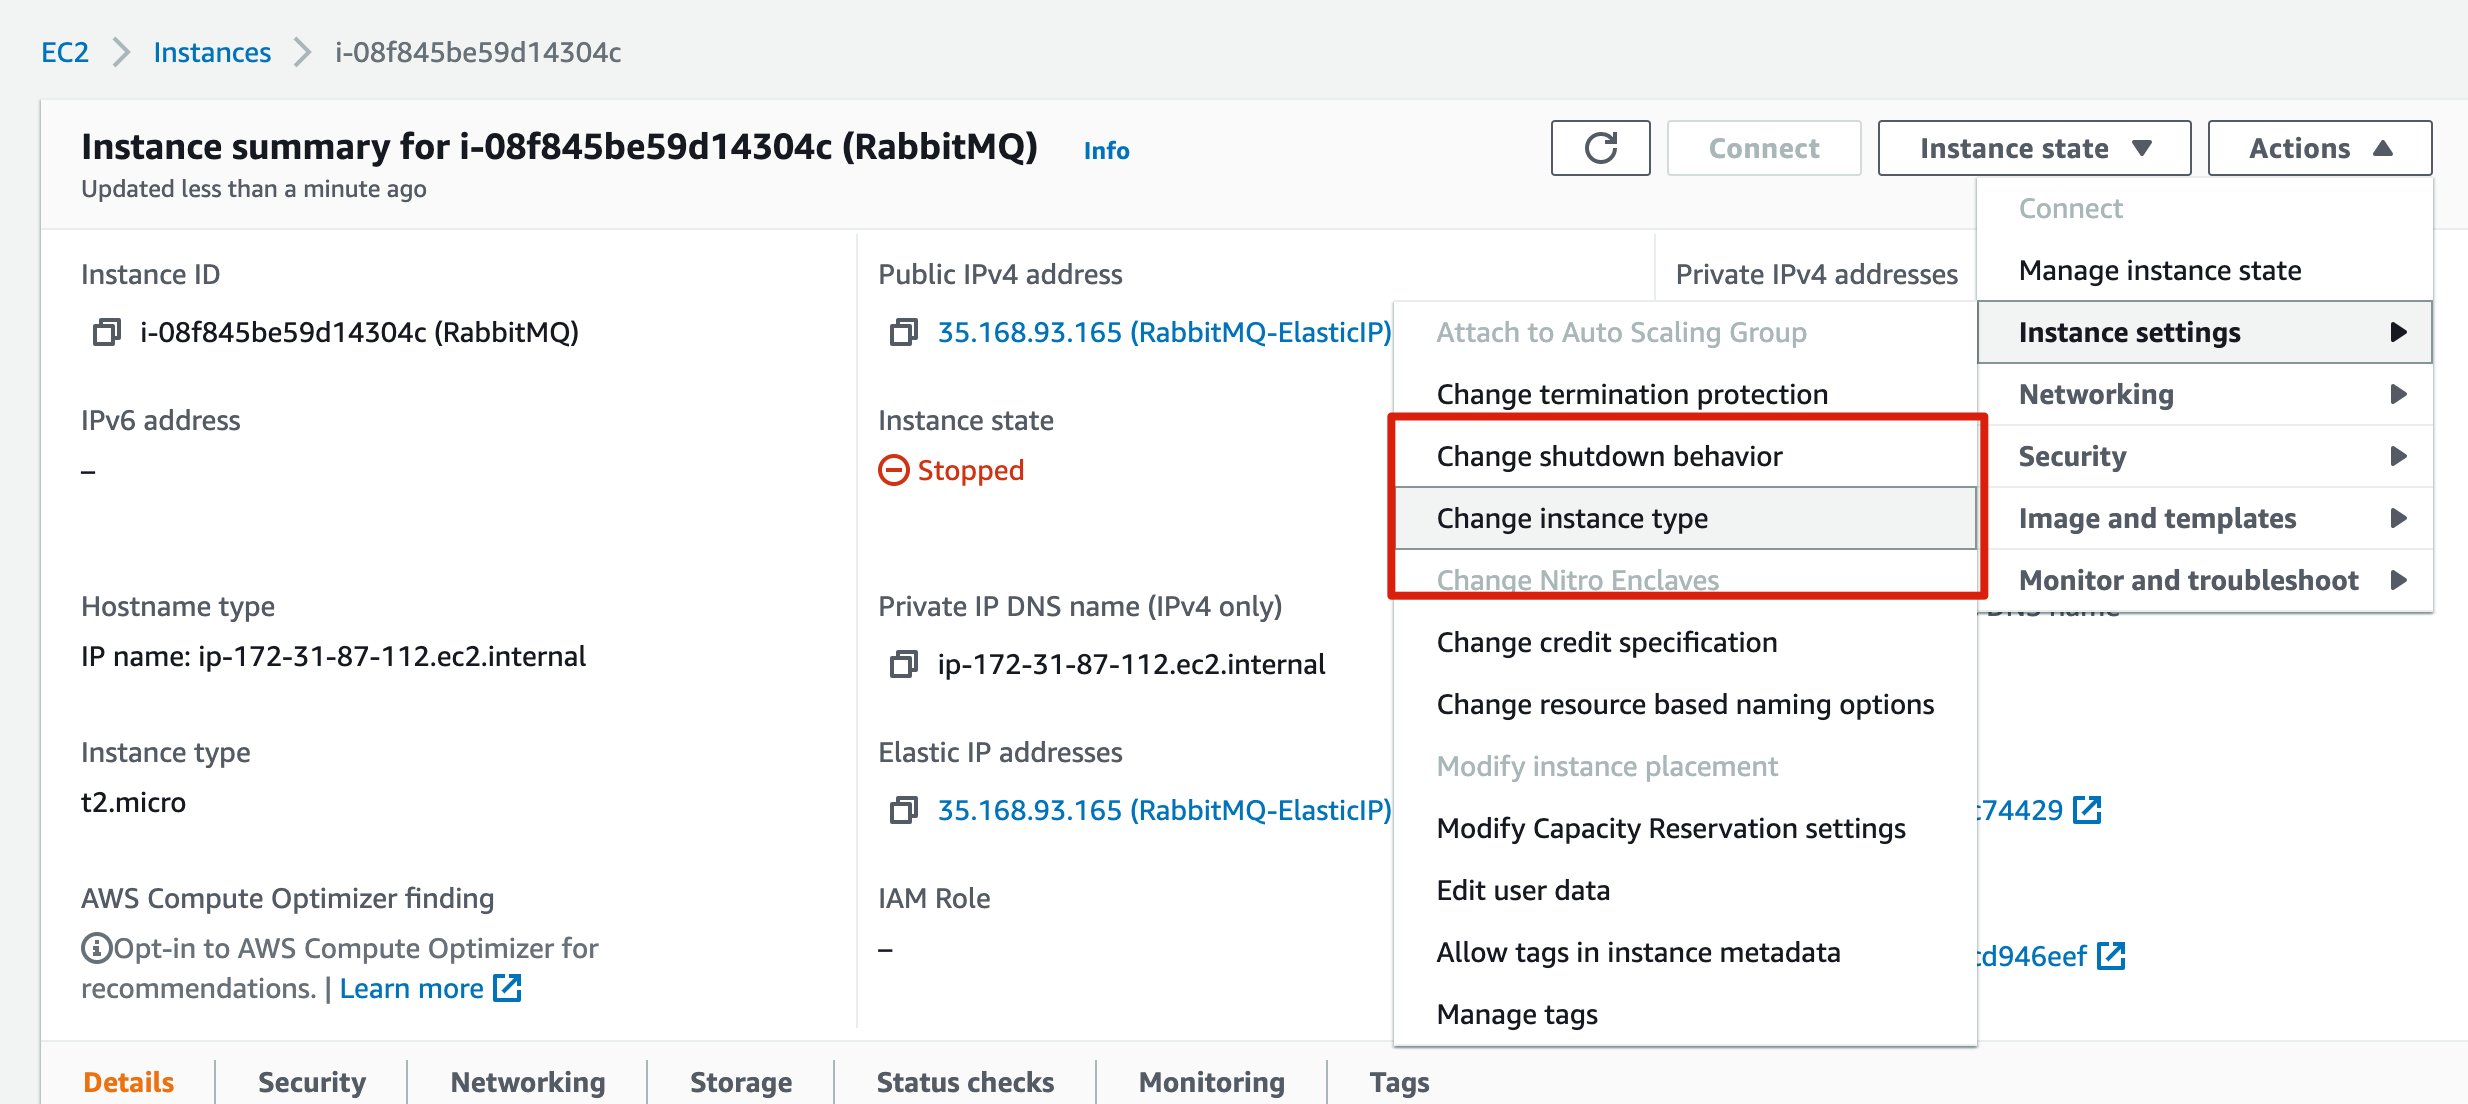 EC2 Instances i-08f845be59d14304c
Instance summary for i-08f845be59d14304c (RabbitMQ) Info
Updated less than a minute ago
Connect Instance state Actions
Connect
Manage instance state
Instance settings
Networking
Security
Image and templates
Monitor and troubleshoot
Attach to Auto Scaling Group
Change termination protection
Change shutdown behavior
Change instance type
Change Nitro Enclaves
Change credit specification
Change resource based naming options
Modify instance placement
Modify Capacity Reservation settings
Edit user data
Allow tags in instance metadata
Manage tags
Instance ID
i-08f845be59d14304c (RabbitMQ)
Public IPv4 address
35.168.93.165 (RabbitMQ-ElasticIP)
Private IPv4 addresses
IPv6 address
–
Instance state
Stopped
Hostname type
IP name: ip-172-31-87-112.ec2.internal
Private IP DNS name (IPv4 only)
ip-172-31-87-112.ec2.internal
DNS name
Instance type
t2.micro
Elastic IP addresses
35.168.93.165 (RabbitMQ-ElasticIP)
74429
AWS Compute Optimizer finding
Opt-in to AWS Compute Optimizer for
recommendations. | Learn more
IAM Role
–
d946eef
Details Security Networking Storage Status checks Monitoring Tags